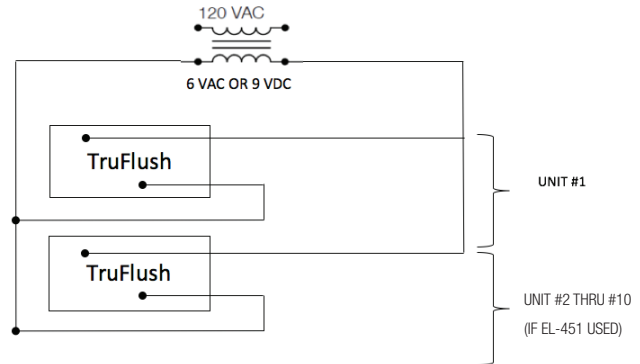 120 VAC
6 VAC OR 9 VDC
TruFlush
UNIT #1
TruFlush
UNIT #2 THRU #10
(IF EL-451 USED)